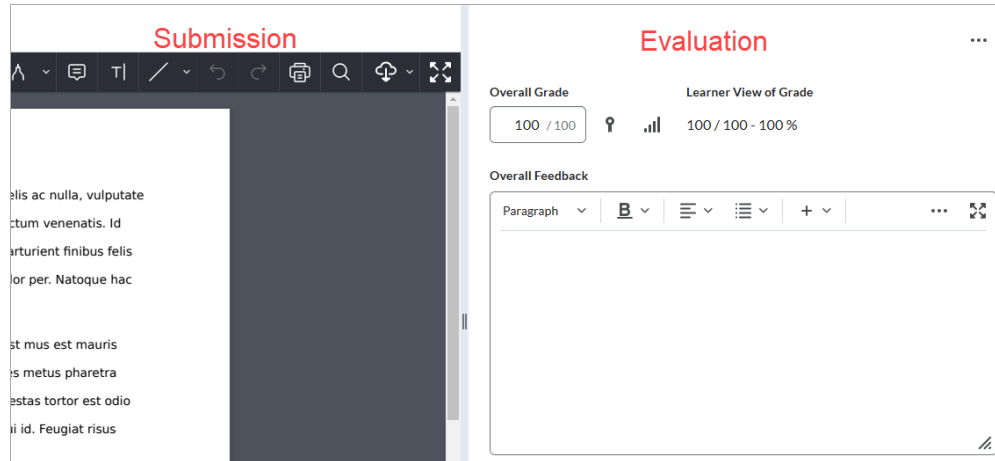 Submission
T
elis ac nulla, vulputate
ctum venenatis. Id
arturient finibus felis
lor per. Natoque hac
st mus est mauris
es metus pharetra
estas tortor est odio
ui id. Feugiat risus
Evaluation
Overall Grade
Learner View of Grade
100 / 100
100 / 100 - 100 %
Overall Feedback
Paragraph
B